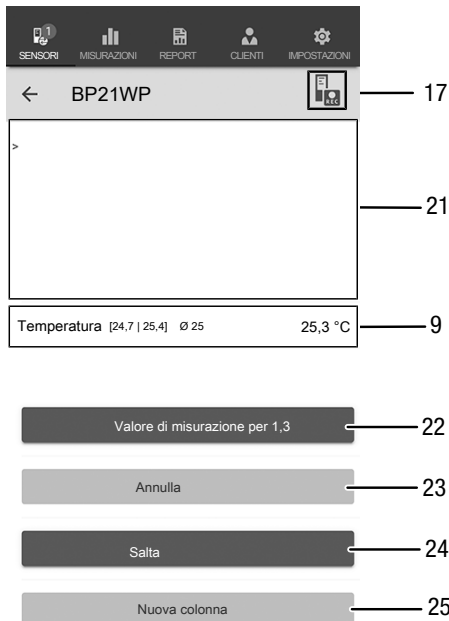 1
SENSORI MISURAZIONI REPORT CLIENTI IMPOSTAZIONI
← BP21WP
REC
17
>
21
Temperatura [24,7 | 25,4] Ø 25 25,3 °C
9
Valore di misurazione per 1,3
22
Annulla
23
Salta
24
Nuova colonna
25